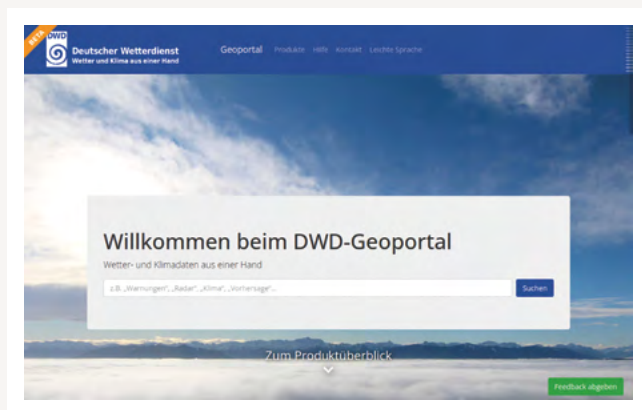 BETA
DWD
Deutscher Wetterdienst
Wetter und Klima aus einer Hand
Geoportal Produkte Hilfe Kontakt Leichte Sprache
Willkommen beim DWD-Geoportal
Wetter- und Klimadaten aus einer Hand
z.B. „Warnungen“, „Radar“, „Klima“, „Vorhersage“...
Suchen
Zum Produktüberblick
Feedback abgeben